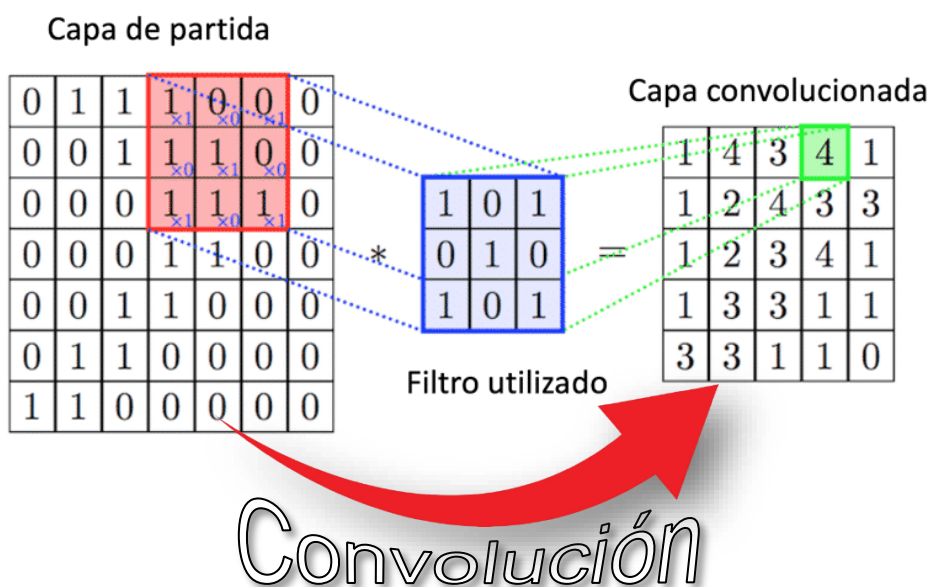 Capa de partida
Capa convolucionada
0 1 1 1×1 0×0 0×1 0
0 0 1 1×0 1×1 0×0 0
0 0 0 1×1 1×0 1×1 0
0 0 0 1 1 0 0
0 0 1 1 0 0 0
0 1 1 0 0 0 0
1 1 0 0 0 0 0
*
1 0 1
0 1 0
1 0 1
Filtro utilizado
=
1 4 3 4 1
1 2 4 3 3
1 2 3 4 1
1 3 3 1 1
3 3 1 1 0
Convolución